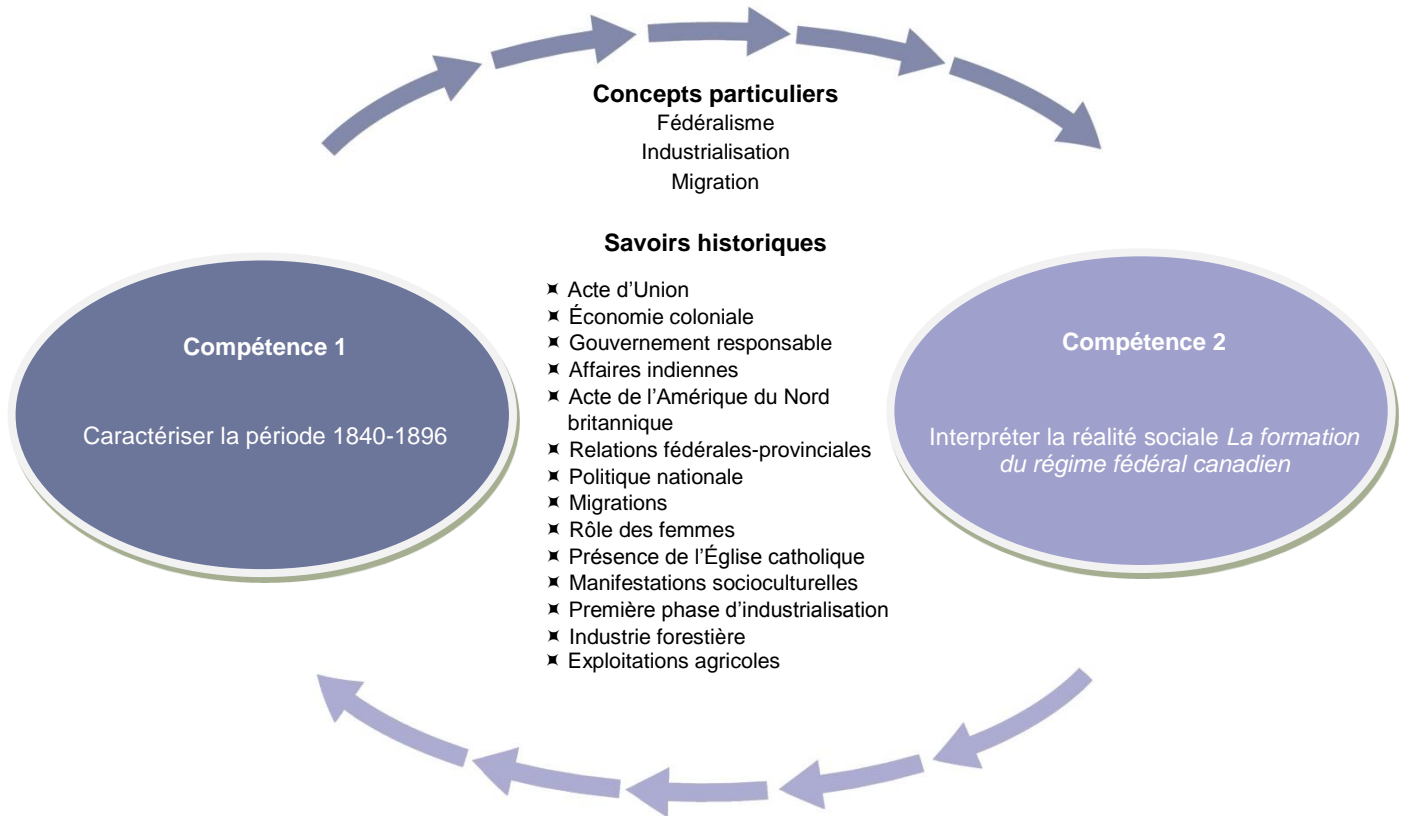 Concepts particuliers
Fédéralisme
Industrialisation
Migration
Savoirs historiques
Acte d’Union
Économie coloniale
Gouvernement responsable
Affaires indiennes
Acte de l’Amérique du Nord
britannique
Relations fédérales-provinciales
Politique nationale
Migrations
Rôle des femmes
Présence de l’Église catholique
Manifestations socioculturelles
Première phase d’industrialisation
Industrie forestière
Exploitations agricoles
Compétence 1
Caractériser la période 1840-1896
Compétence 2
Interpréter la réalité sociale La formation
du régime fédéral canadien